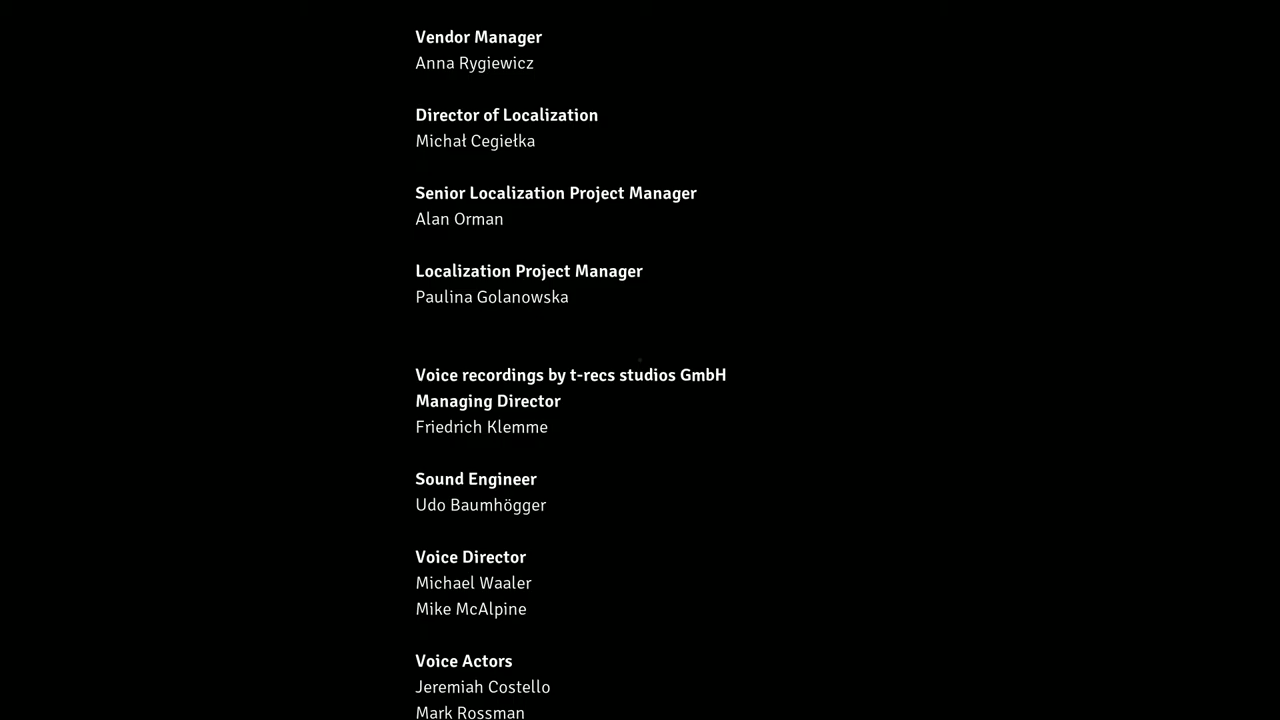 Vendor Manager
Anna Rygiewicz
Director of Localization
Michał Cegiełka
Senior Localization Project Manager
Alan Orman
Localization Project Manager
Paulina Golanowska
Voice recordings by t-recs studios GmbH
Managing Director
Friedrich Klemme
Sound Engineer
Udo Baumhögger
Voice Director
Michael Waaler
Mike McAlpine
Voice Actors
Jeremiah Costello
Mark Rossman